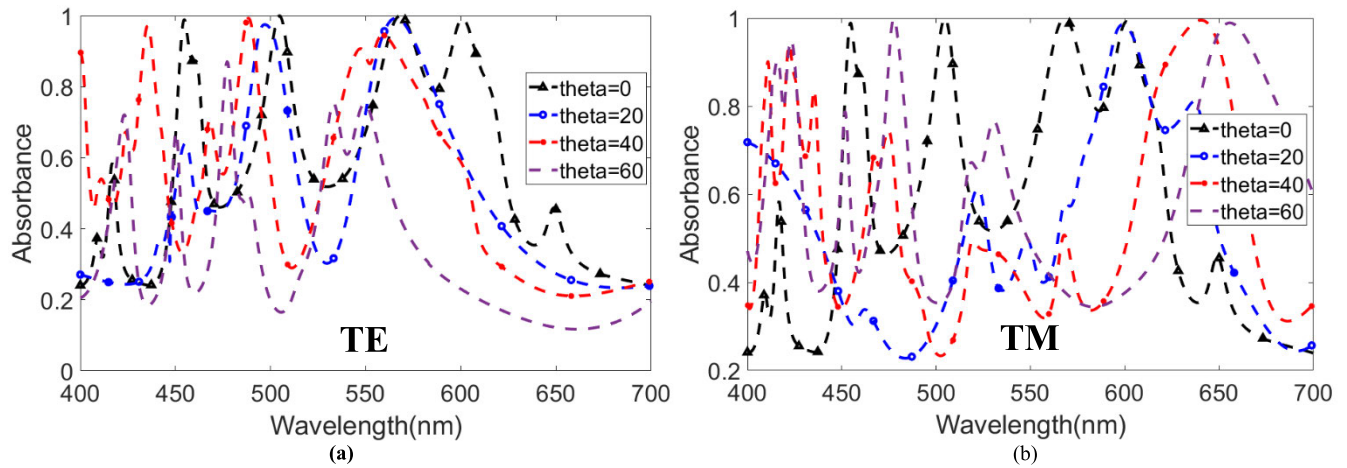 1
0.8
0.6
0.4
0.2
0
Absorbance
400
450
500
550
600
650
700
Wavelength(nm)
theta=0
theta=20
theta=40
theta=60
TE
(a)
1
0.8
0.6
0.4
0.2
Absorbance
400
450
500
550
600
650
700
Wavelength(nm)
theta=0
theta=20
theta=40
theta=60
TM
(b)